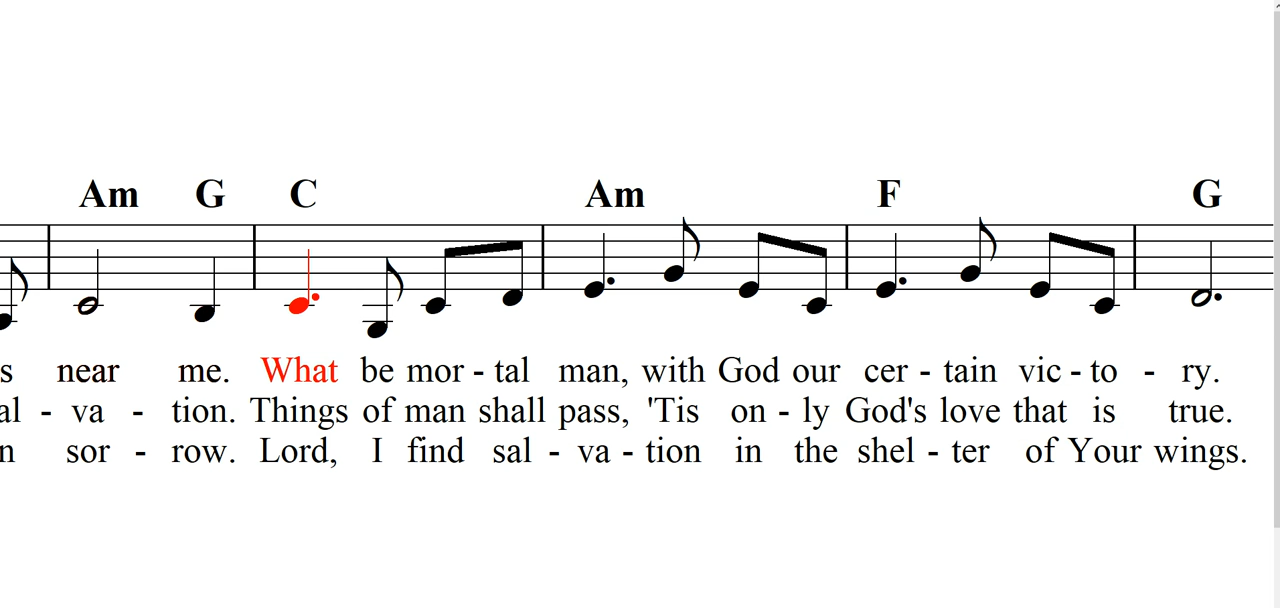 Am G C Am F G
s near me. What be mor - tal man, with God our cer - tain vic - to - ry.
al - va - tion. Things of man shall pass, 'Tis on - ly God's love that is true.
n sor - row. Lord, I find sal - va - tion in the shel - ter of Your wings.